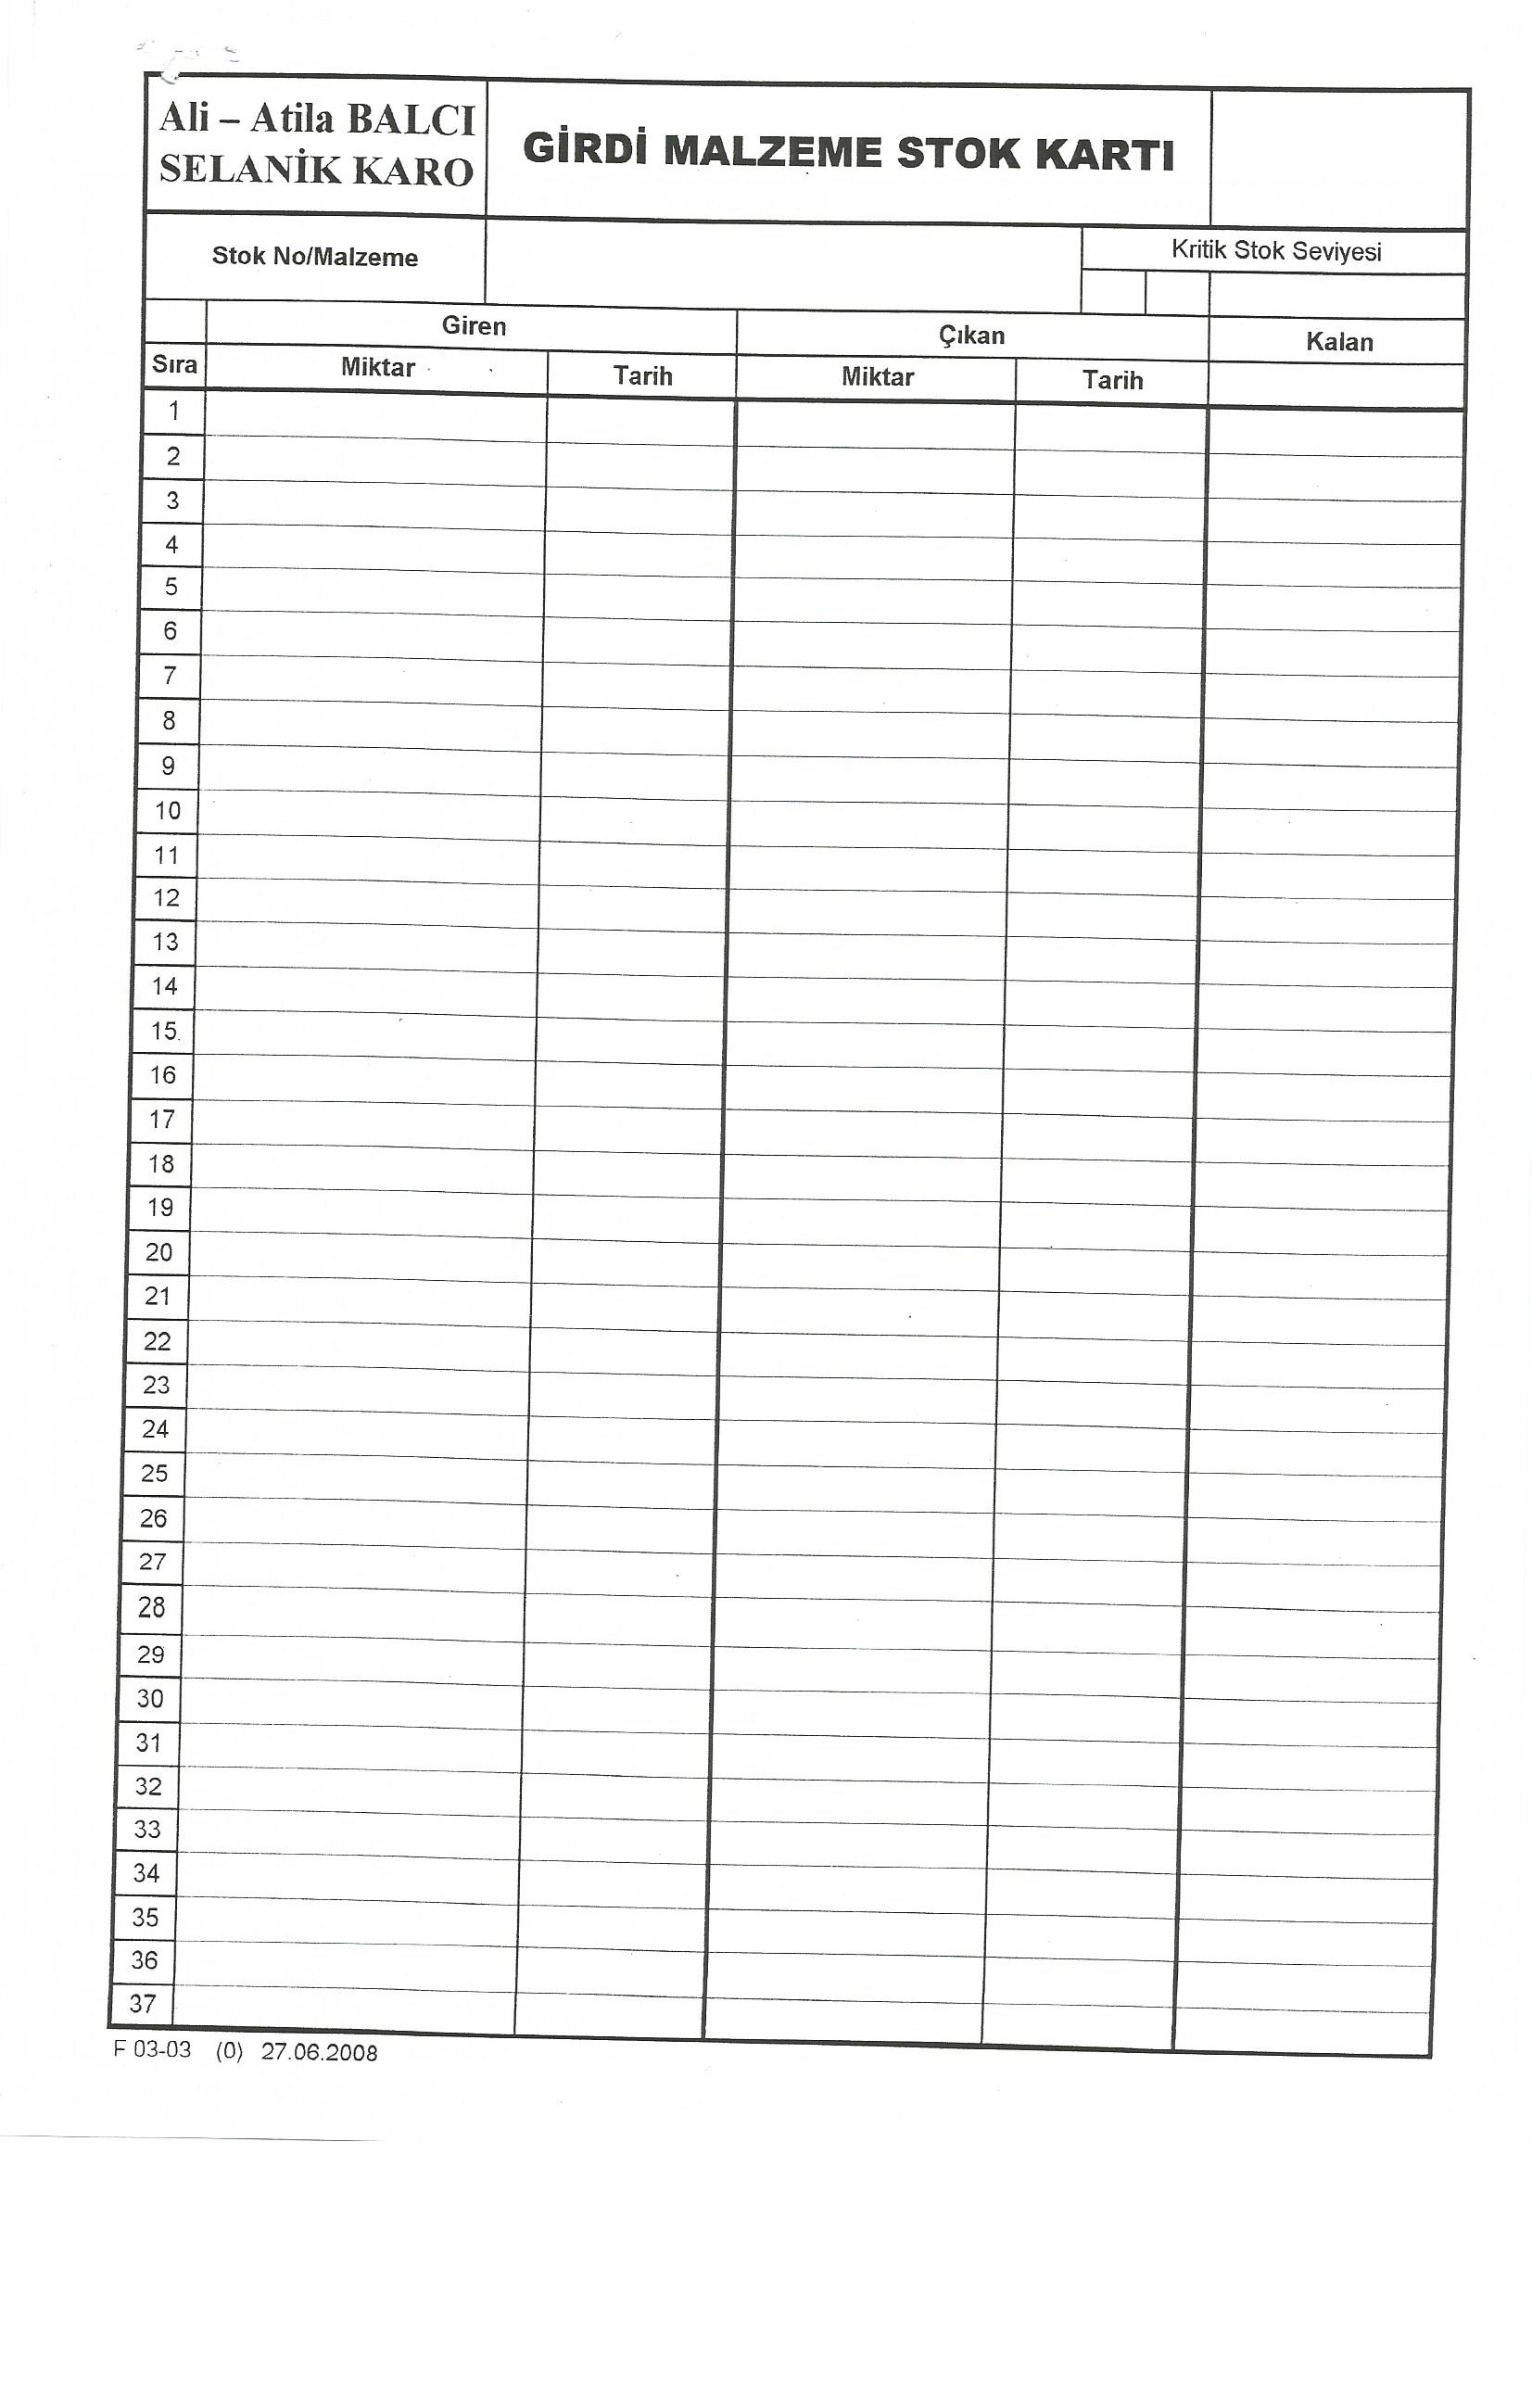 Ali – Atila BALCI
SELANİK KARO
GİRDİ MALZEME STOK KARTI
Stok No/Malzeme
Kritik Stok Seviyesi
Giren
Çıkan
Kalan
Sıra
Miktar
Tarih
Miktar
Tarih
1
2
3
4
5
6
7
8
9
10
11
12
13
14
15
16
17
18
19
20
21
22
23
24
25
26
27
28
29
30
31
32
33
34
35
36
37
F 03-03 (0) 27.06.2008